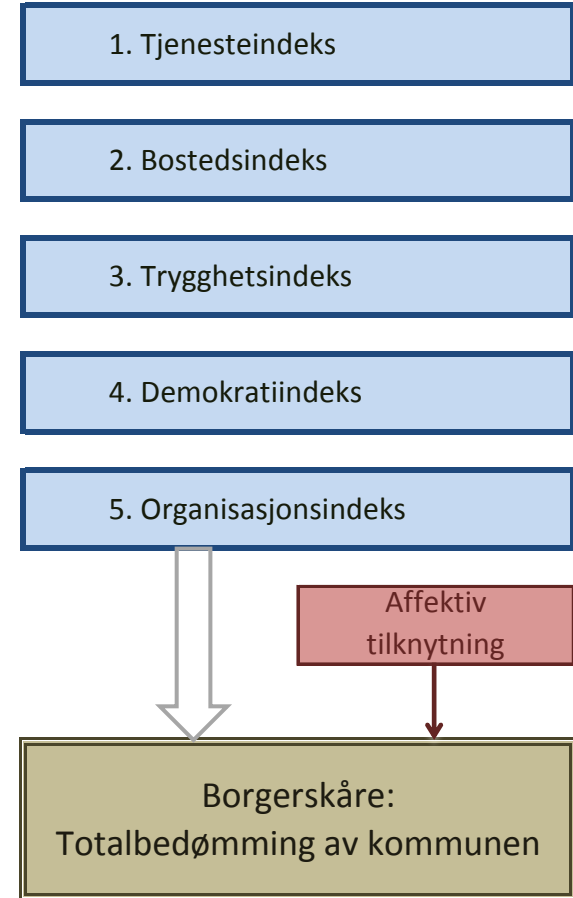 1. Tjenesteindeks
2. Bostedsindeks
3. Trygghetsindeks
4. Demokratiindeks
5. Organisasjonsindeks
Affektiv
tilknytning
Borgerskåre:
Totalbedømming av kommunen